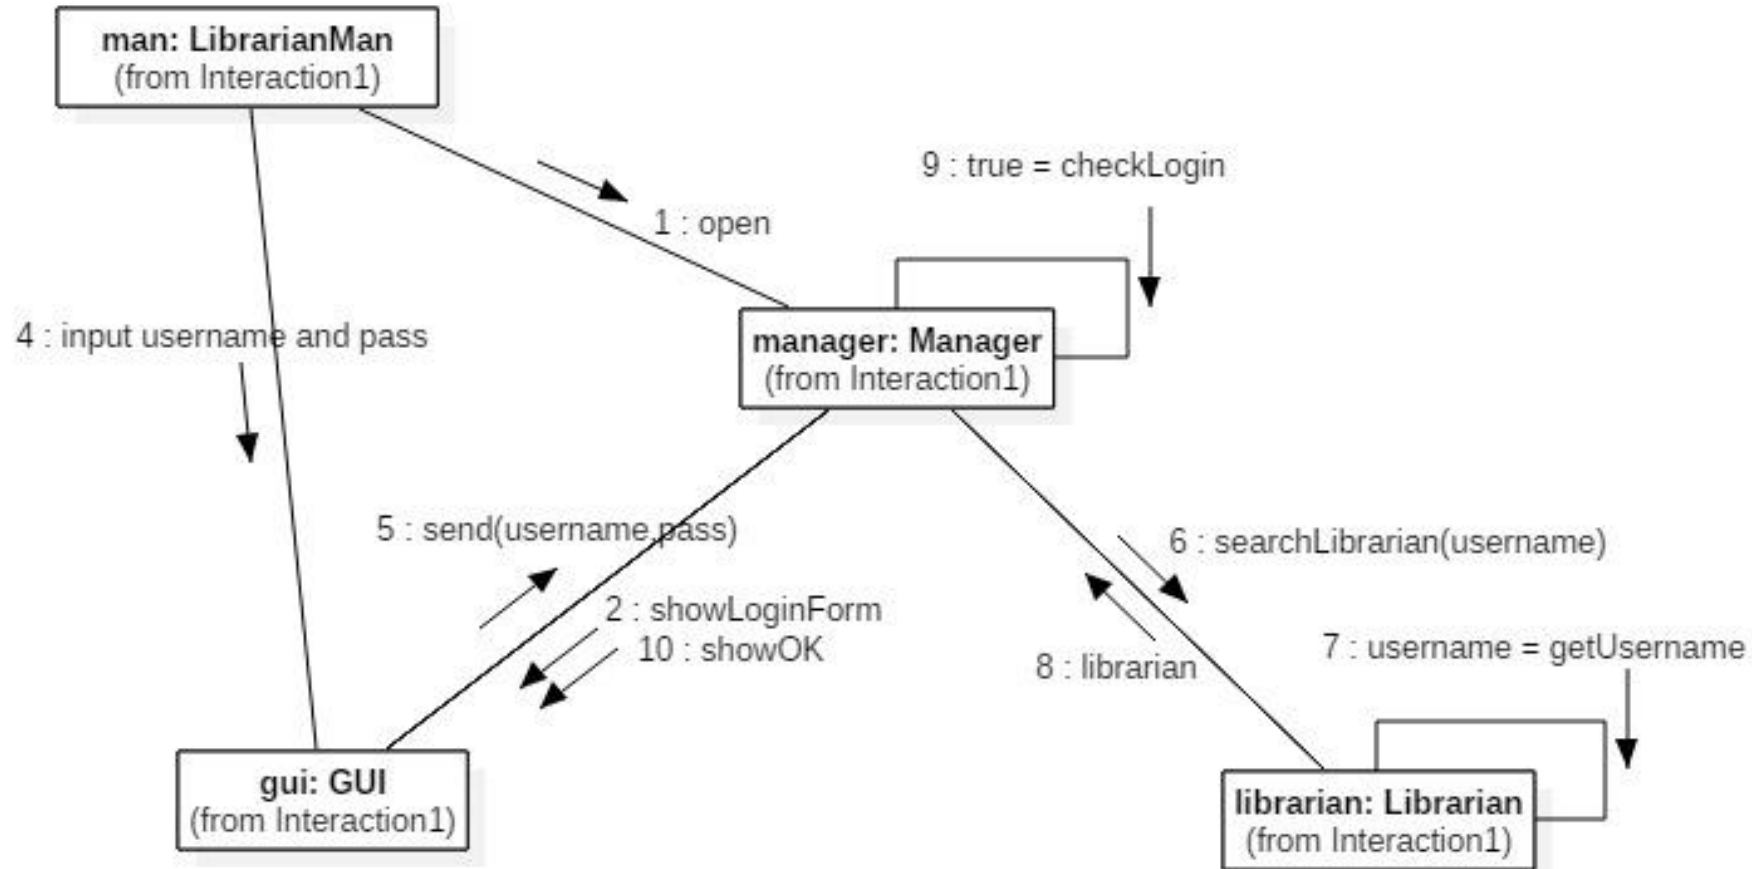 man: LibrarianMan
(from Interaction1)
9 : true = checkLogin
1 : open
4 : input username and pass
manager: Manager
(from Interaction1)
5 : send(username,pass)
6 : searchLibrarian(username)
2 : showLoginForm
10 : showOK
8 : librarian
7 : username = getUsername
gui: GUI
(from Interaction1)
librarian: Librarian
(from Interaction1)